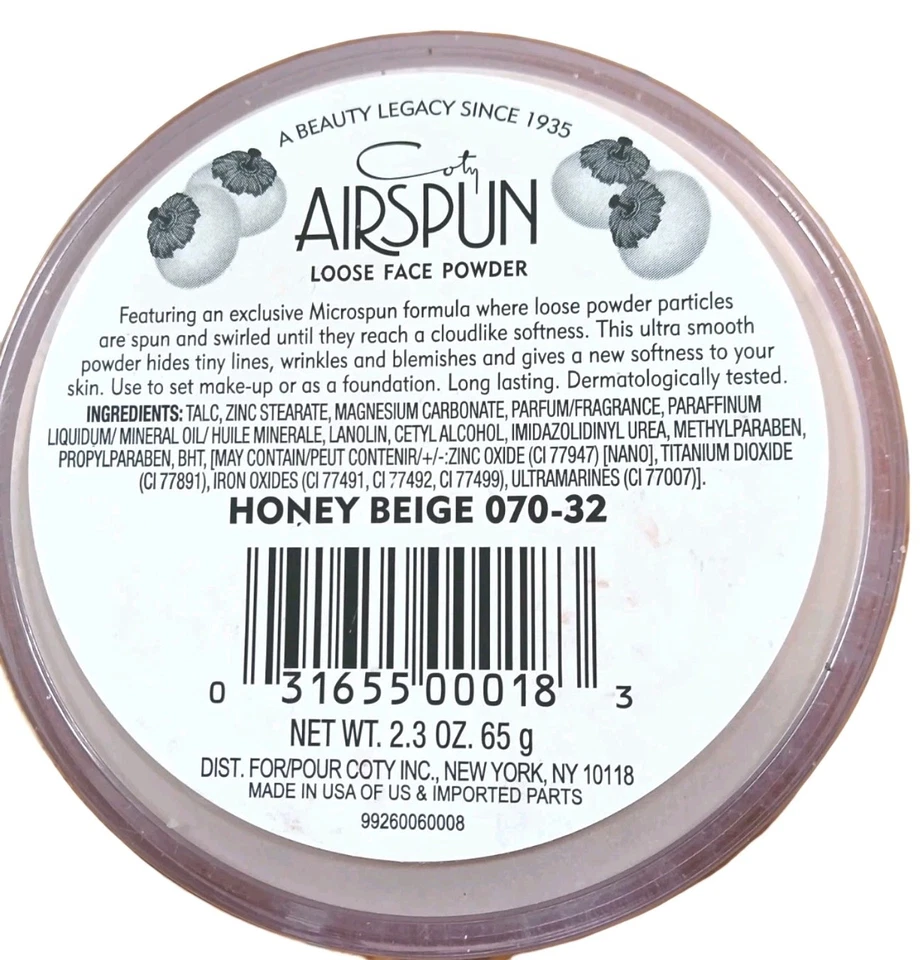 A BEAUTY LEGACY SINCE 1935
Coty
AIRSPUN
LOOSE FACE POWDER
Featuring an exclusive Microspun formula where loose powder particles
are spun and swirled until they reach a cloudlike softness. This ultra smooth
powder hides tiny lines, wrinkles and blemishes and gives a new softness to your
skin. Use to set make-up or as a foundation. Long lasting. Dermatologically tested.
INGREDIENTS: TALC, ZINC STEARATE, MAGNESIUM CARBONATE, PARFUM/FRAGRANCE, PARAFFINUM
LIQUIDUM/ MINERAL OIL/ HUILE MINERALE, LANOLIN, CETYL ALCOHOL, IMIDAZOLIDINYL UREA, METHYLPARABEN,
PROPYLPARABEN, BHT, [MAY CONTAIN/PEUT CONTENIR/+/-:ZINC OXIDE (CI 77947) [NANO], TITANIUM DIOXIDE
(CI 77891), IRON OXIDES (CI 77491, CI 77492, CI 77499), ULTRAMARINES (CI 77007)].
HONEY BEIGE 070-32
0 31655 00018 3
NET WT. 2.3 OZ. 65 g
DIST. FOR/POUR COTY INC., NEW YORK, NY 10118
MADE IN USA OF US & IMPORTED PARTS
99260060008